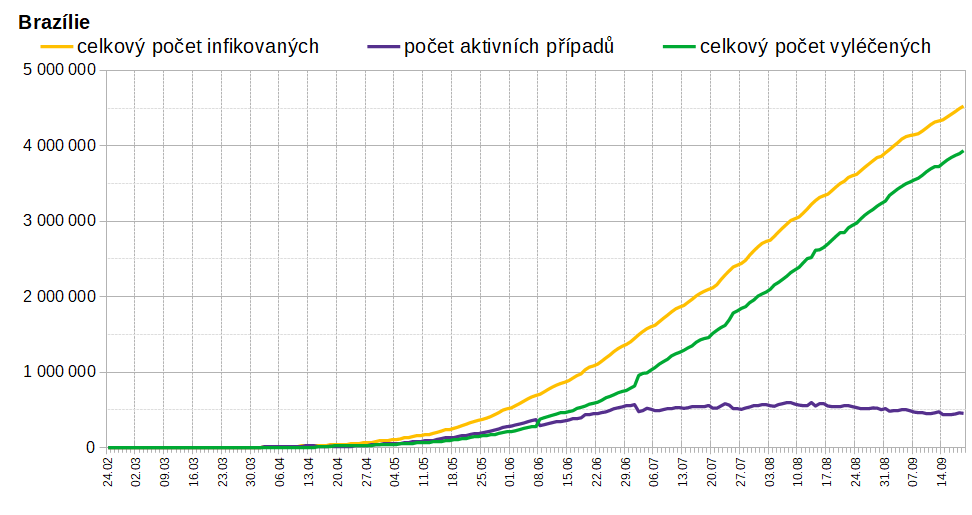 Brazílie
celkový počet infikovaných počet aktivních případů celkový počet vyléčených
5 000 000
4 000 000
3 000 000
2 000 000
1 000 000
0
24.02 02.03 09.03 16.03 23.03 30.03 06.04 13.04 20.04 27.04 04.05 11.05 18.05 25.05 01.06 08.06 15.06 22.06 29.06 06.07 13.07 20.07 27.07 03.08 10.08 17.08 24.08 31.08 07.09 14.09